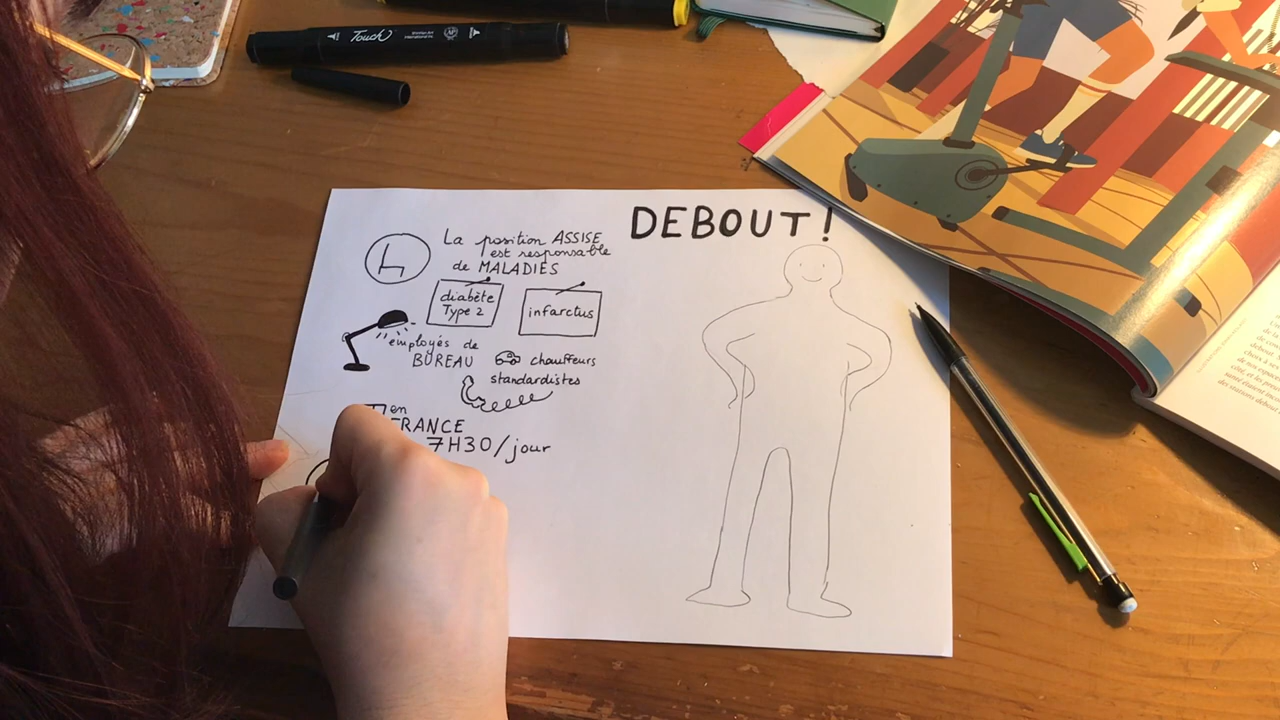 Touch
DEBOUT!
La position ASSISE
est responsable
de MALADIES
diabète
Type 2
infarctus
employés de
BUREAU
chauffeurs
standardistes
en
FRANCE
7H30/jour